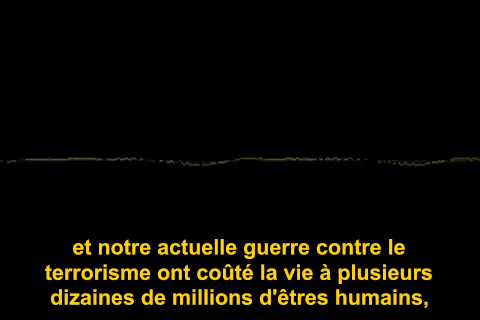 et notre actuelle guerre contre le
terrorisme ont coûté la vie à plusieurs
dizaines de millions d'êtres humains,